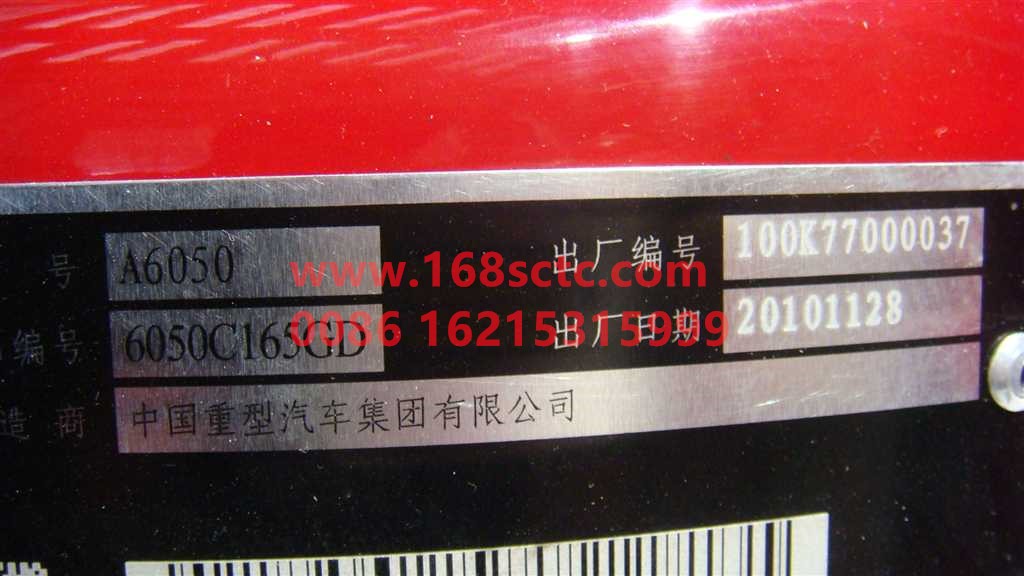 号 A6050 出厂编号 100K77000037
www.168sctc.com
编号 6050C165GD 出厂日期 20101128
0086 16215315999
造商 中国重型汽车集团有限公司